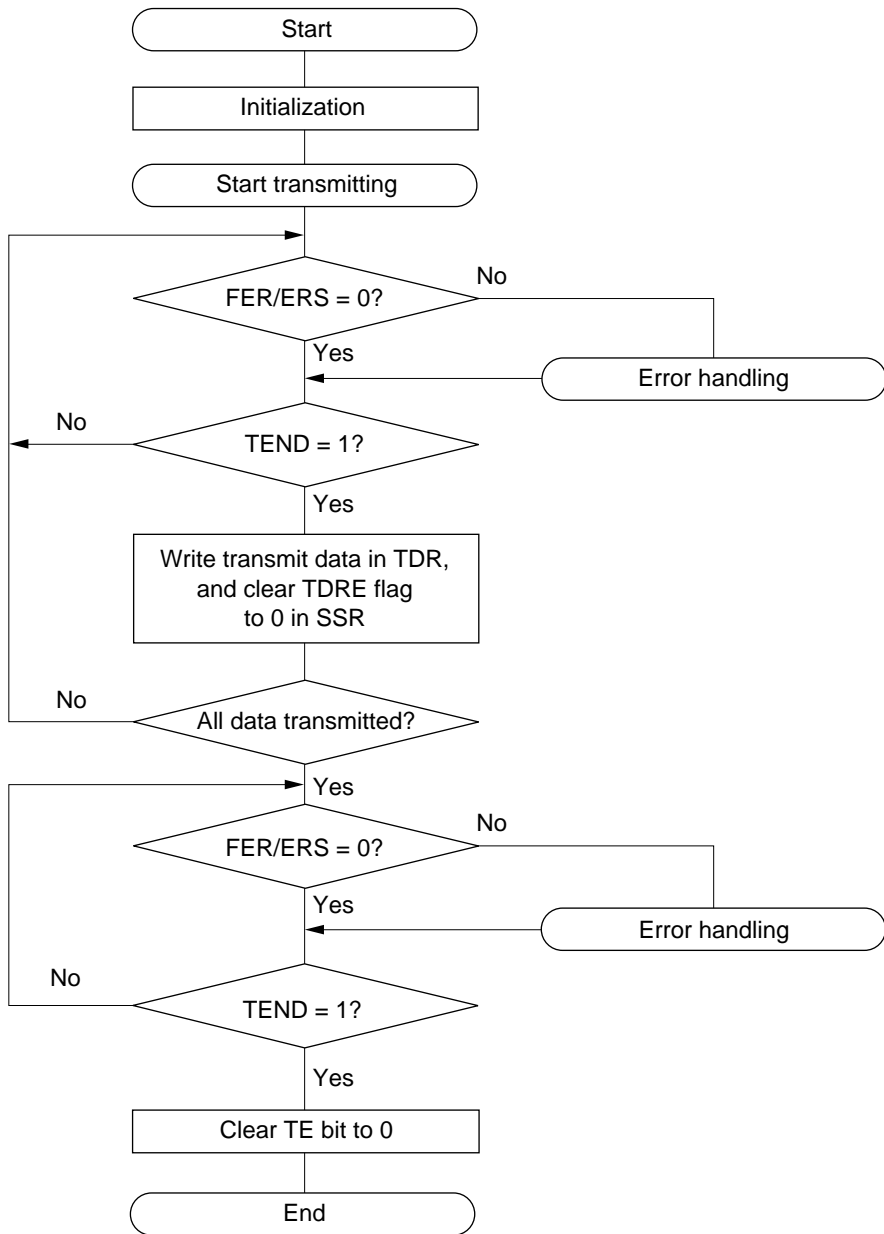 Start
Initialization
Start transmitting
No
FER/ERS = 0?
Yes
Error handling
No
TEND = 1?
Yes
Write transmit data in TDR,
and clear TDRE flag
to 0 in SSR
No
All data transmitted?
Yes
No
FER/ERS = 0?
Yes
Error handling
No
TEND = 1?
Yes
Clear TE bit to 0
End